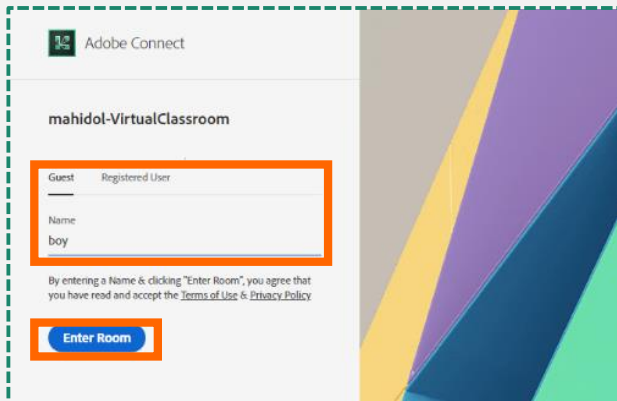 Adobe Connect
mahidol-VirtualClassroom
Guest Registered User
Name
boy
By entering a Name & clicking "Enter Room", you agree that
you have read and accept the Terms of Use & Privacy Policy
Enter Room